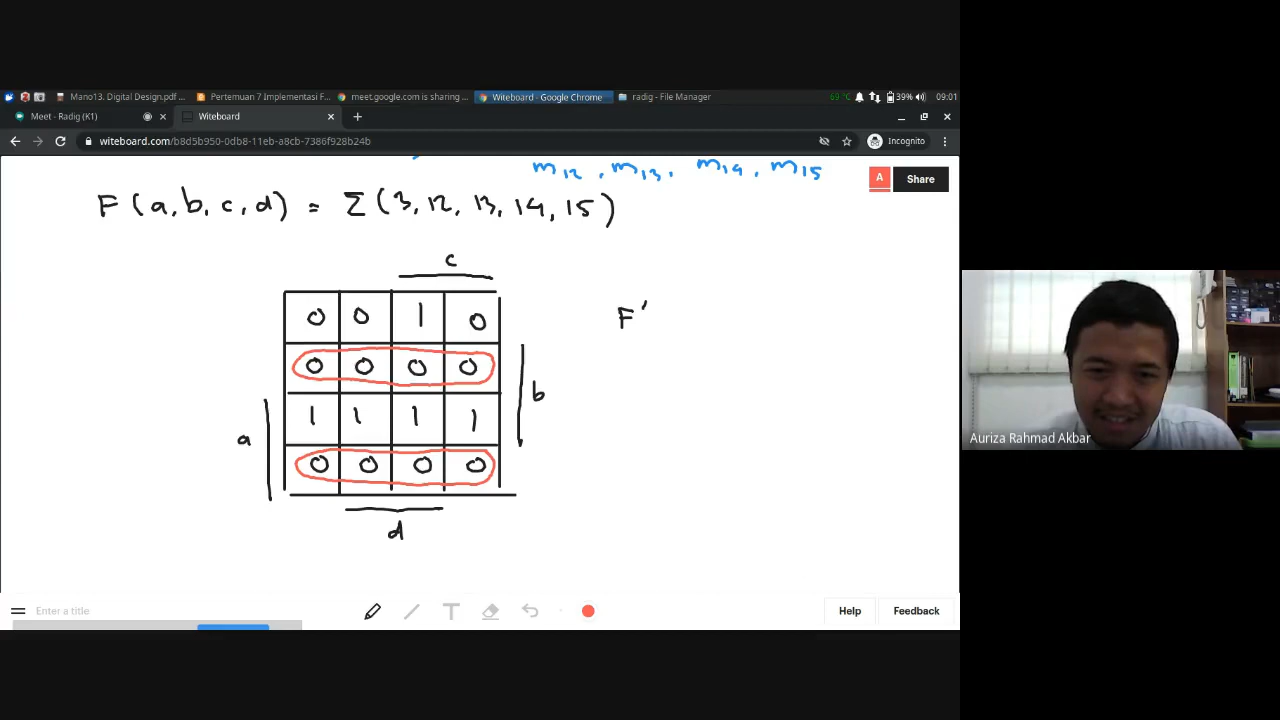 Mano13. Digital Design.pdf ...
Pertemuan 7 Implementasi F...
meet.google.com is sharing ...
Witeboard - Google Chrome
radig - File Manager
69 °C
39%
09:01
Meet - Radig (K1)
Witeboard
witeboard.com/b8d5b950-0db8-11eb-a8cb-7386f928b24b
Incognito
m12, m13, m14, m15
A
Share
F(a,b,c,d) = Σ(3,12,13,14,15)
c
0 0 1 0
F'
0 0 0 0
b
1 1 1 1
a
0 0 0 0
d
Auriza Rahmad Akbar
Enter a title
T
Help
Feedback